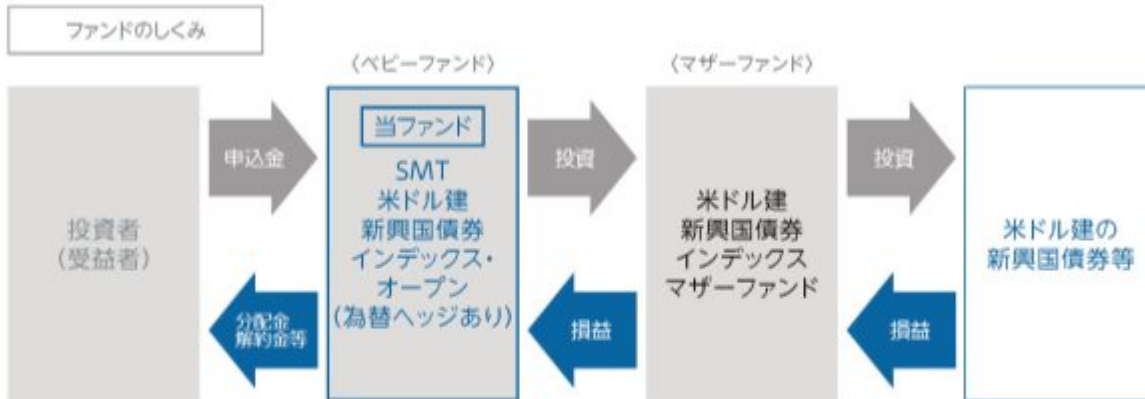 ファンドのしくみ
〈ベビーファンド〉
〈マザーファンド〉
投資者
(受益者)
申込金
分配金
解約金等
当ファンド
SMT
米ドル建
新興国債券
インデックス・
オープン
(為替ヘッジあり)
投資
損益
米ドル建
新興国債券
インデックス
マザーファンド
投資
損益
米ドル建の
新興国債券等